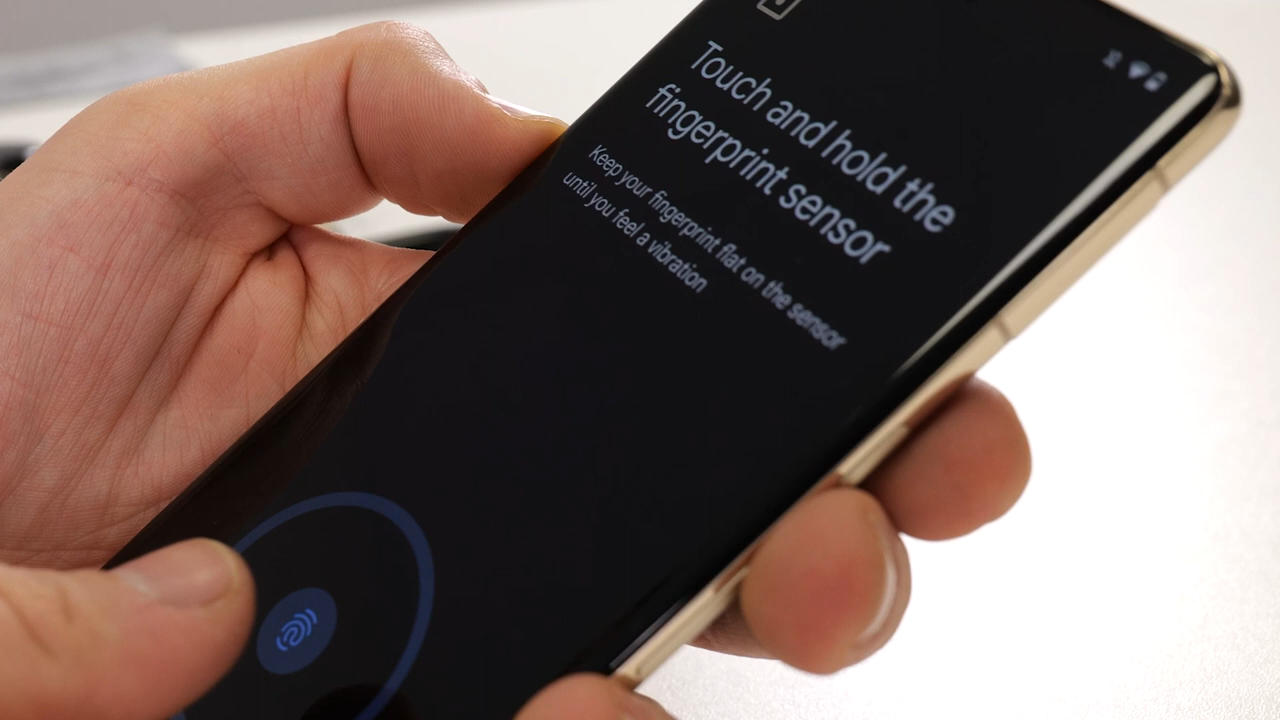 Touch and hold the
fingerprint sensor
Keep your fingerprint flat on the sensor
until you feel a vibration